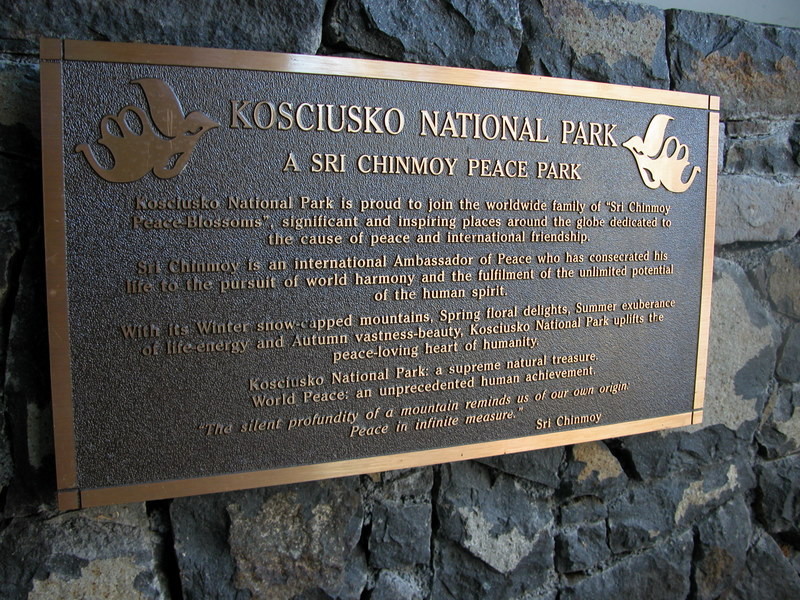 KOSCIUSKO NATIONAL PARK
A SRI CHINMOY PEACE PARK
Kosciusko National Park is proud to join the worldwide family of "Sri Chinmoy
Peace-Blossoms", significant and inspiring places around the globe dedicated to
the cause of peace and international friendship.
Sri Chinmoy is an international Ambassador of Peace who has consecrated his
life to the pursuit of world harmony and the fulfilment of the unlimited potential
of the human spirit.
With its Winter snow-capped mountains, Spring floral delights, Summer exuberance
of life-energy and Autumn vastness-beauty, Kosciusko National Park uplifts the
peace-loving heart of humanity.
Kosciusko National Park: a supreme natural treasure.
World Peace: an unprecedented human achievement.
"The silent profundity of a mountain reminds us of our own origin:
Peace in infinite measure."
Sri Chinmoy